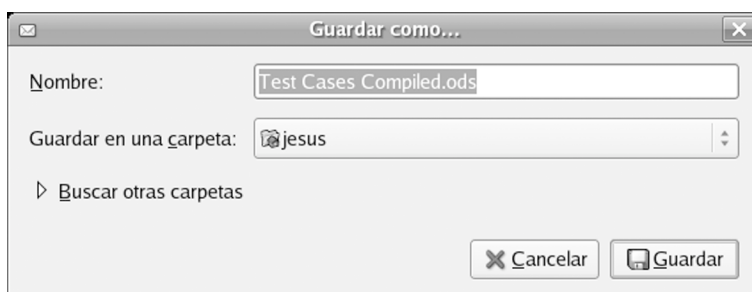 Guardar como...
Nombre: Test Cases Compiled.ods
Guardar en una carpeta: jesus
Buscar otras carpetas
Cancelar Guardar